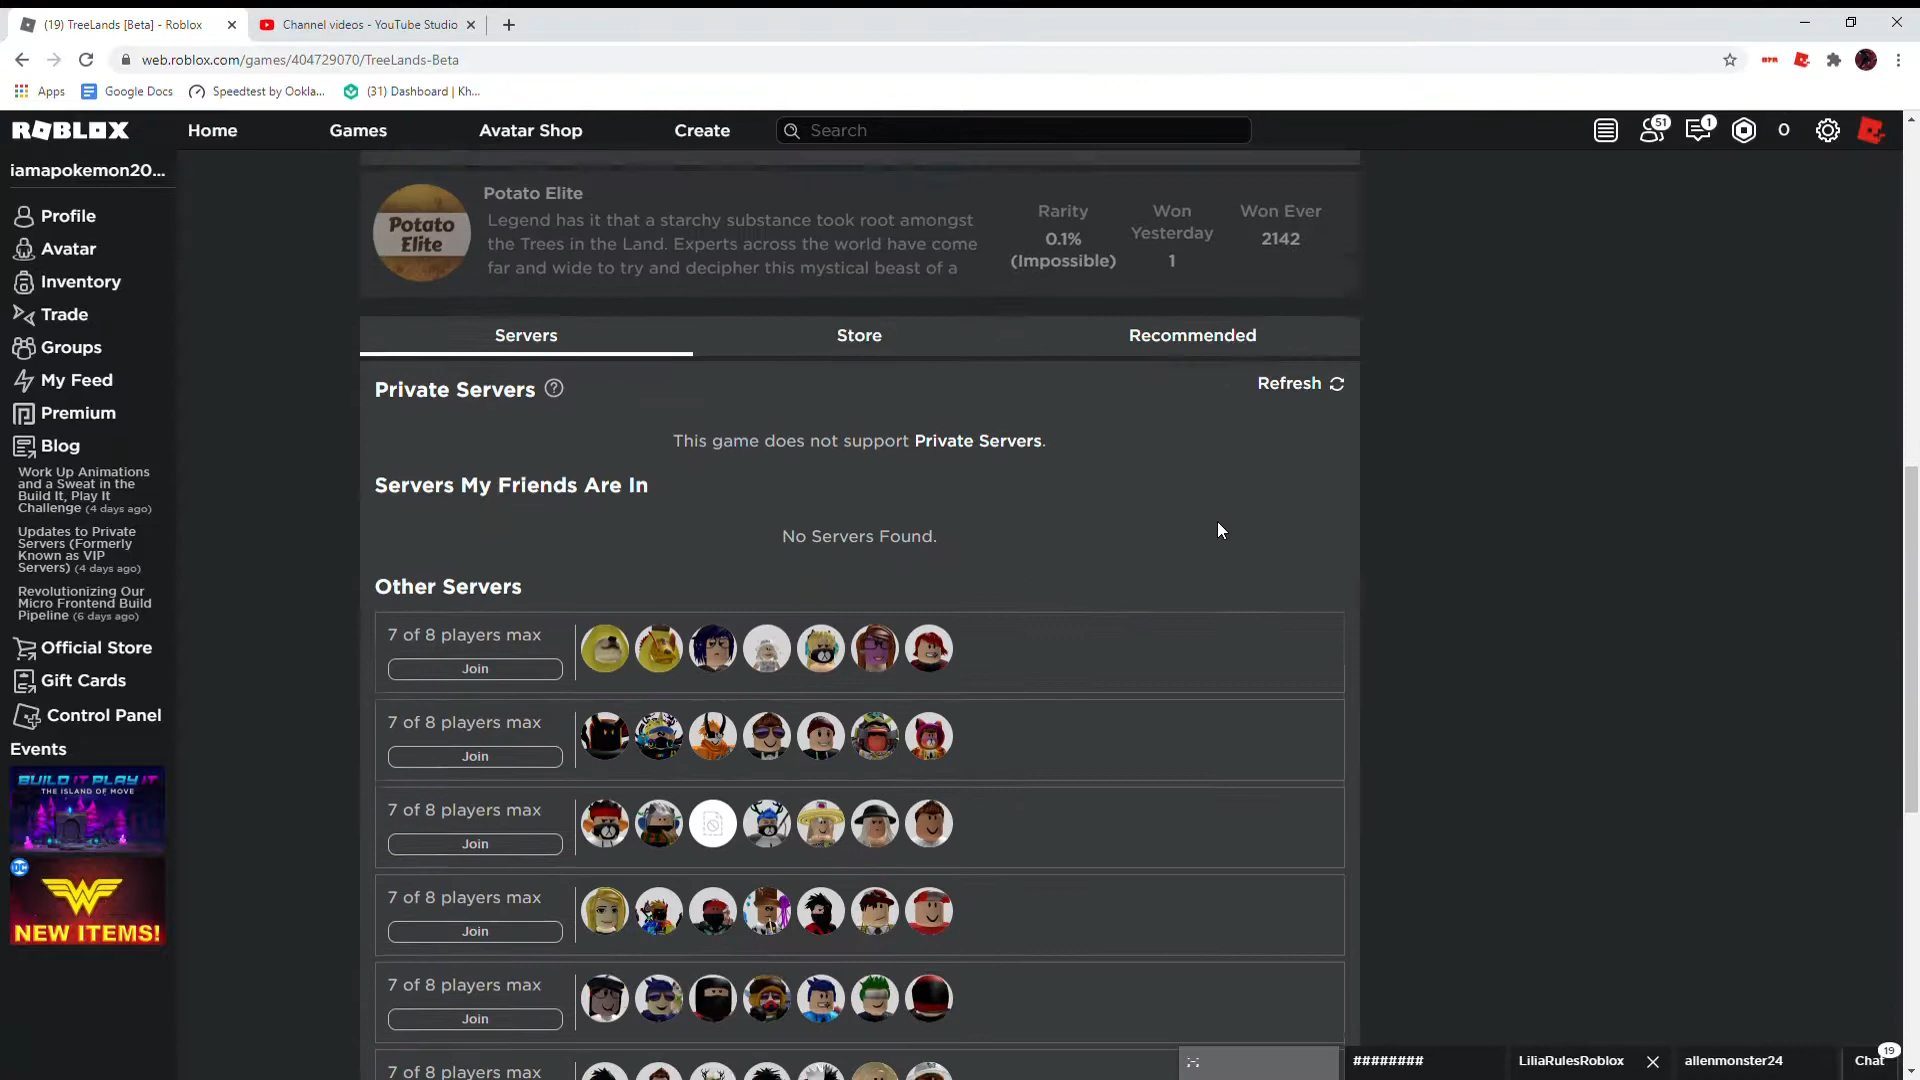 (19) TreeLands [Beta] - Roblox
Channel videos - YouTube Studio
web.roblox.com/games/404729070/TreeLands-Beta
Apps
Google Docs
Speedtest by Ookla...
(31) Dashboard | Kh...
ROBLOX
Home
Games
Avatar Shop
Create
Search
51
1
0
iamapokemon20...
Profile
Avatar
Inventory
Trade
Groups
My Feed
Premium
Blog
Work Up Animations
and a Sweat in the
Build It, Play It
Challenge (4 days ago)
Updates to Private
Servers (Formerly
Known as VIP
Servers) (4 days ago)
Revolutionizing Our
Micro Frontend Build
Pipeline (6 days ago)
Official Store
Gift Cards
Control Panel
Events
BUILD IT PLAY IT
THE ISLAND OF MOVE
DC
NEW ITEMS!
Potato
Elite
Potato Elite
Legend has it that a starchy substance took root amongst
the Trees in the Land. Experts across the world have come
far and wide to try and decipher this mystical beast of a
Rarity
0.1%
(Impossible)
Won
Yesterday
1
Won Ever
2142
Servers
Store
Recommended
Private Servers
Refresh
This game does not support Private Servers.
Servers My Friends Are In
No Servers Found.
Other Servers
7 of 8 players max
Join
7 of 8 players max
Join
7 of 8 players max
Join
7 of 8 players max
Join
7 of 8 players max
Join
7 of 8 players max
:-:
########
LiliaRulesRoblox
allenmonster24
Chat
19